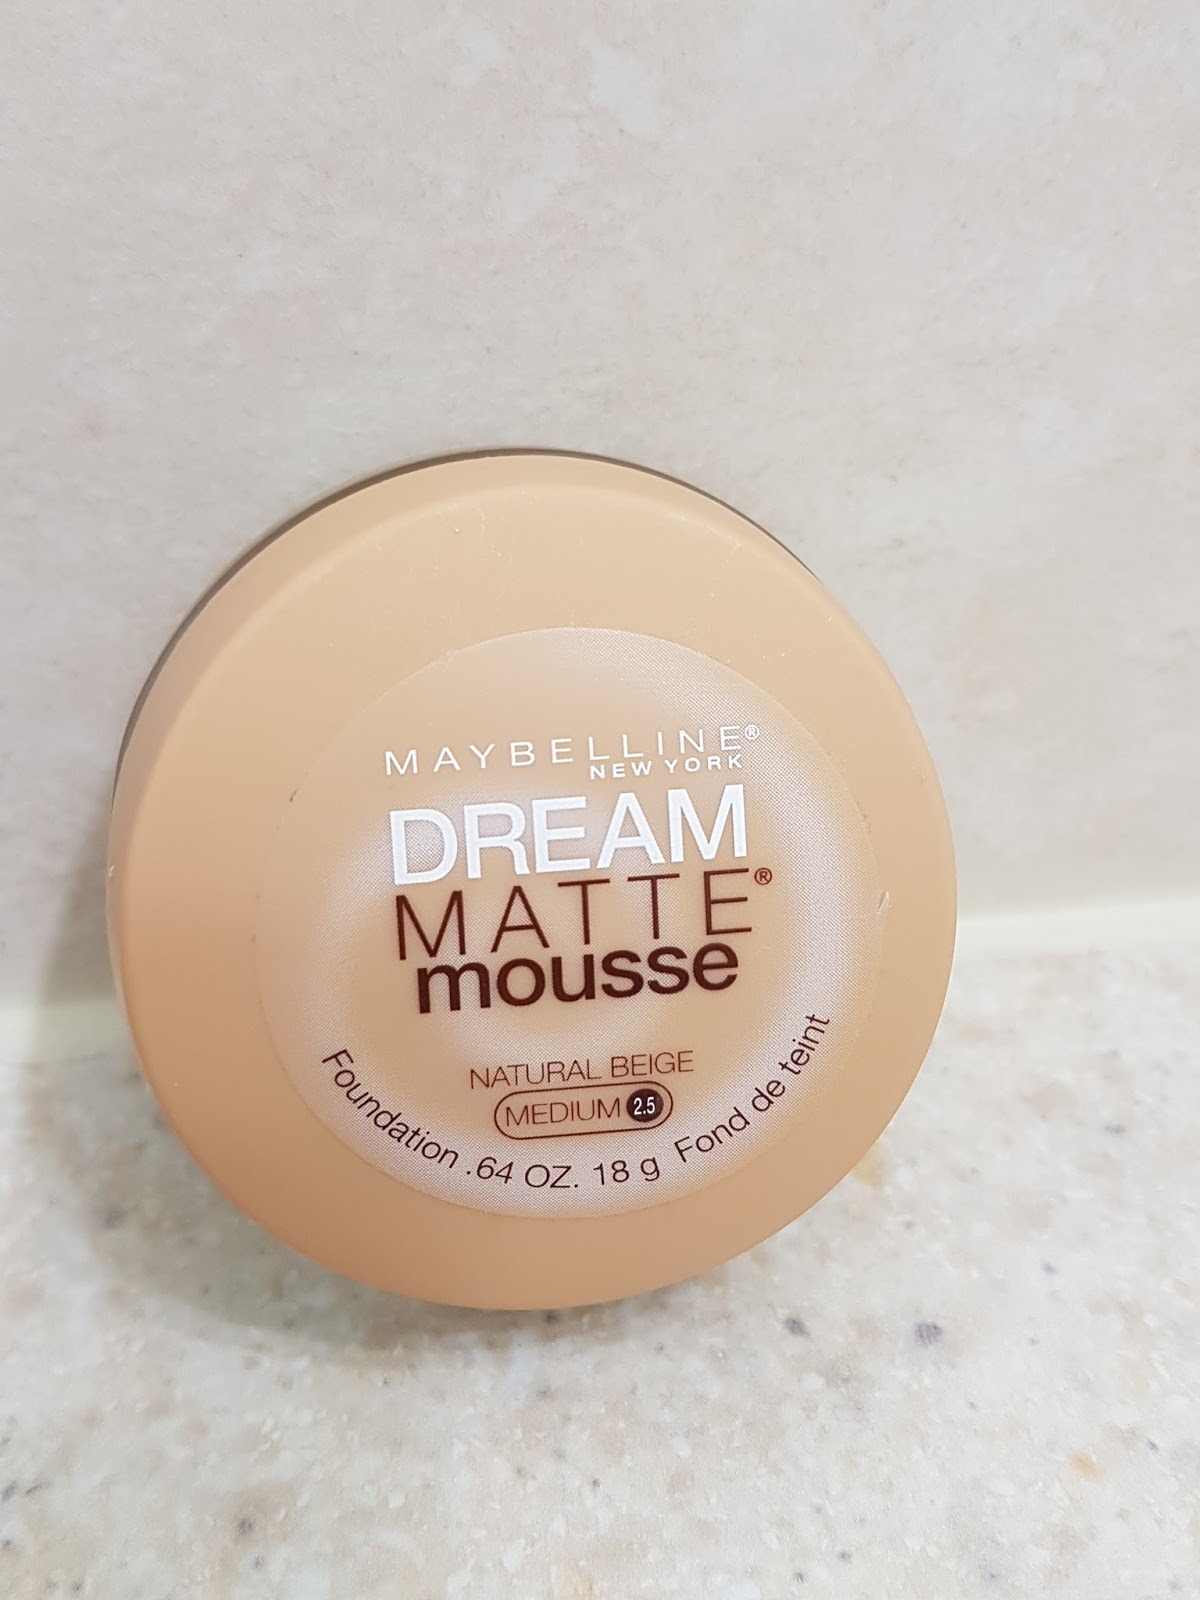 MAYBELLINE®
NEW YORK
DREAM
MATTE®
mousse
NATURAL BEIGE
MEDIUM 2.5
Foundation .64 OZ. 18 g Fond de teint